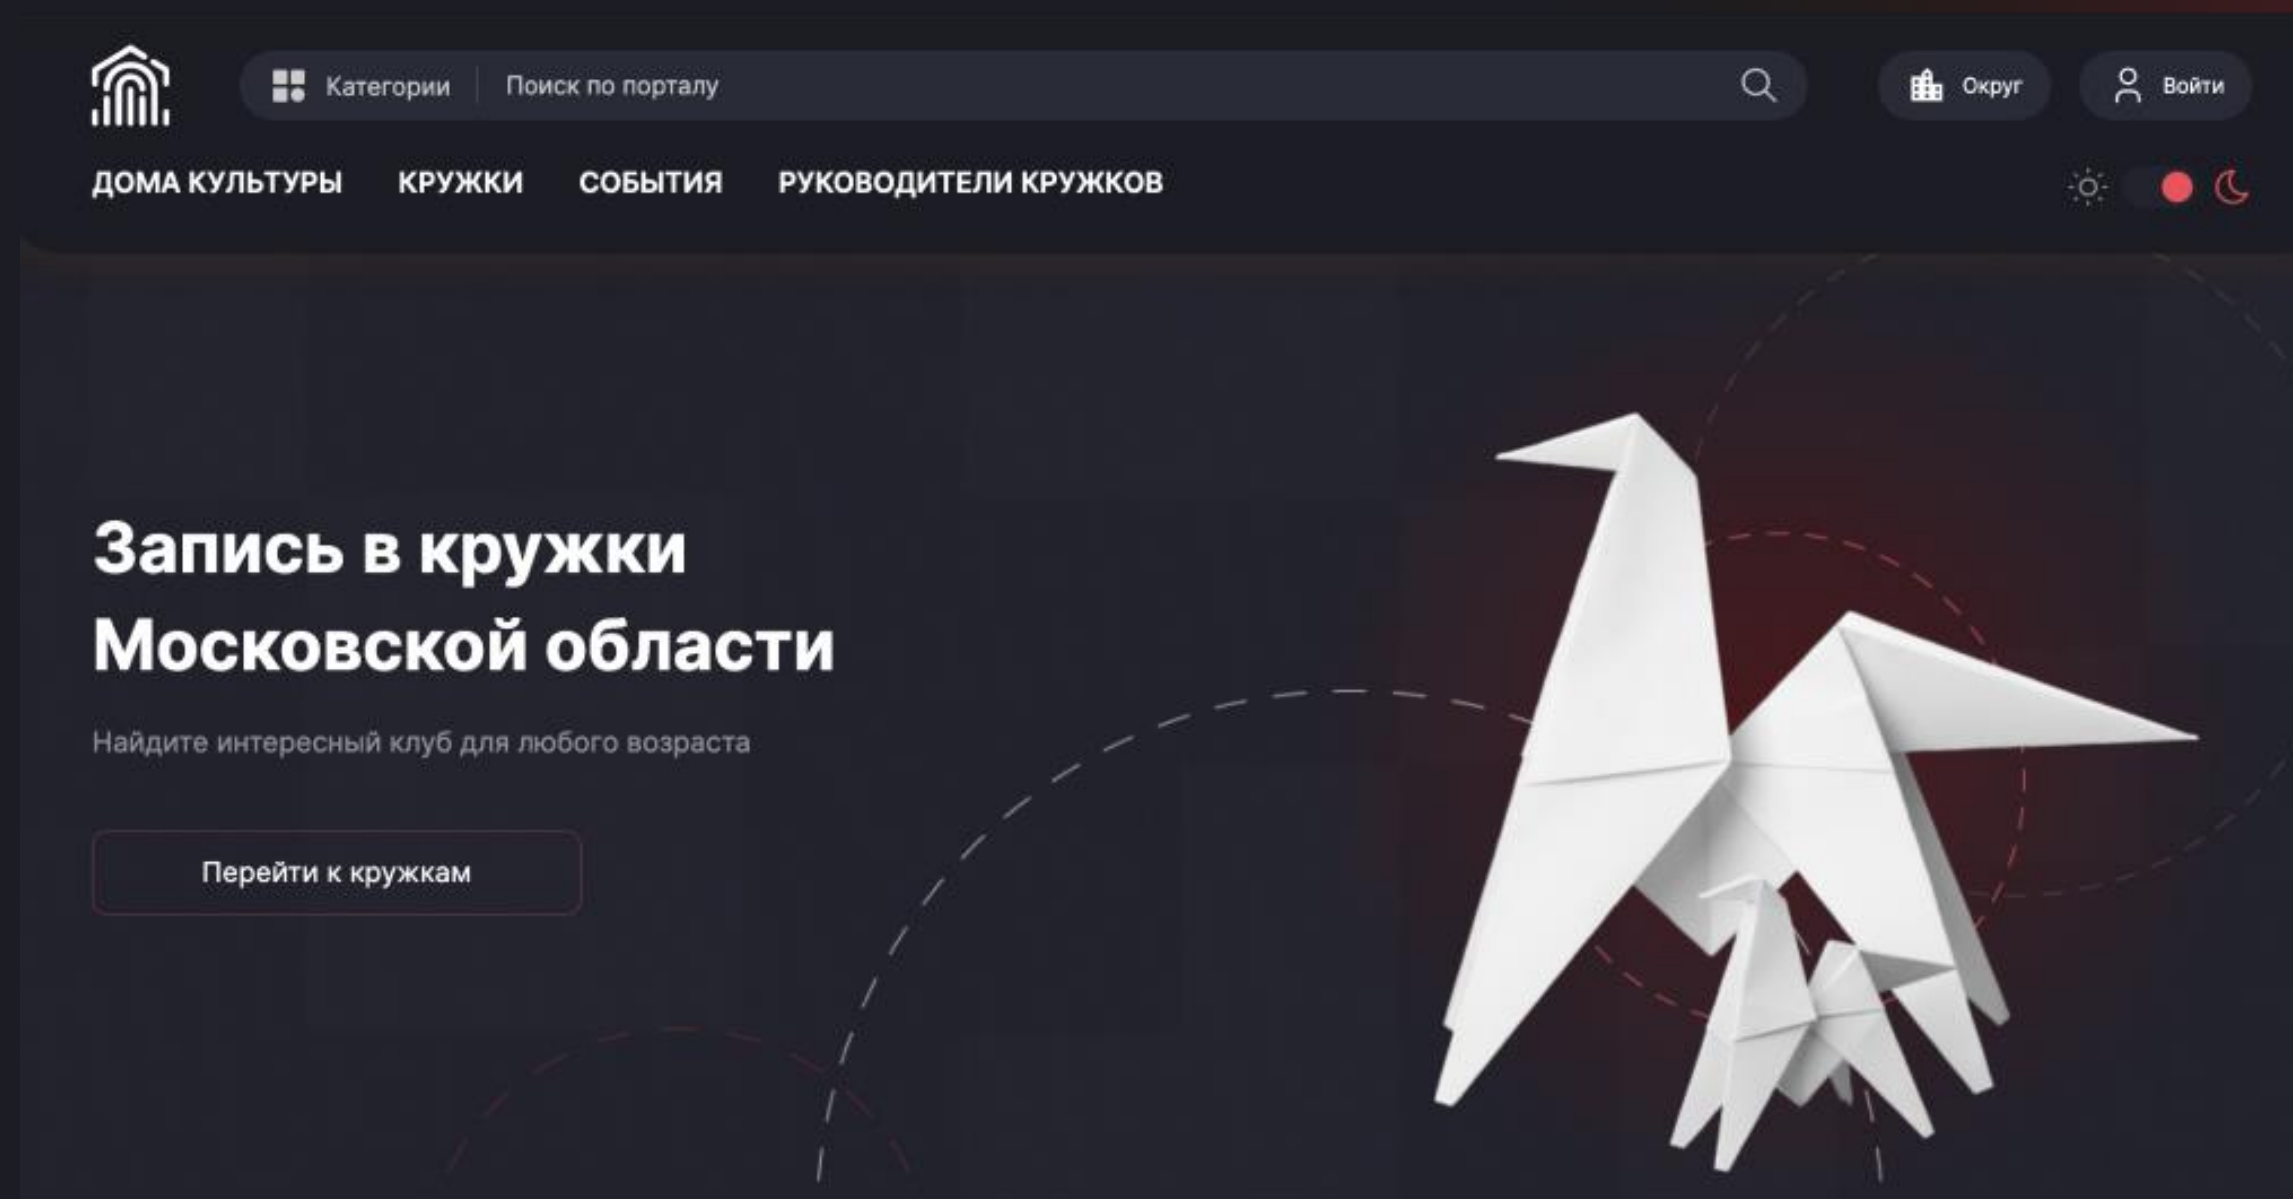 Категории
Поиск по порталу
Округ
Войти
ДОМА КУЛЬТУРЫ
КРУЖКИ
СОБЫТИЯ
РУКОВОДИТЕЛИ КРУЖКОВ
Запись в кружки
Московской области
Найдите интересный клуб для любого возраста
Перейти к кружкам